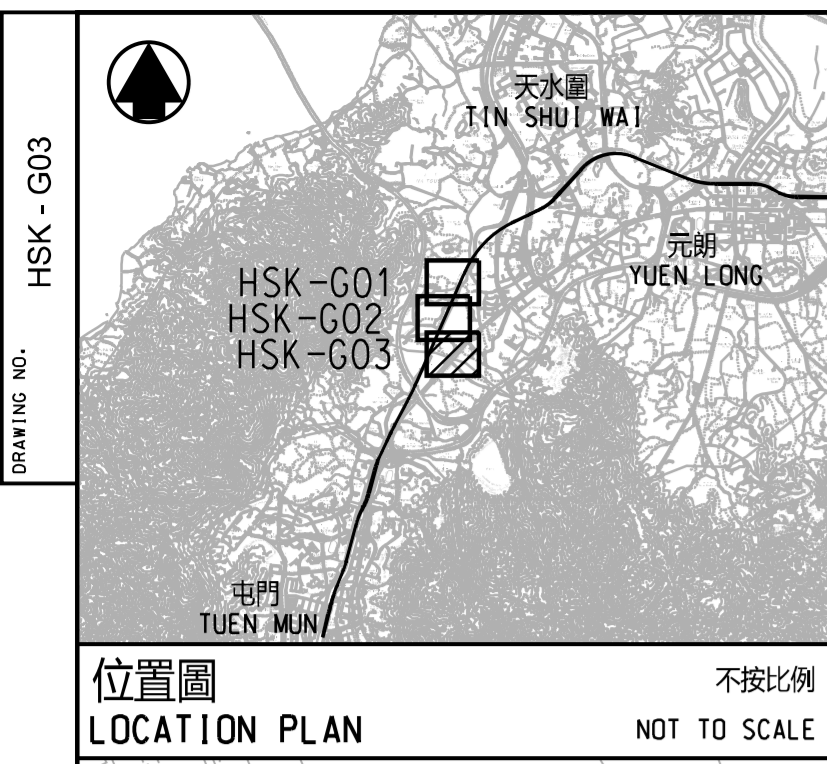 DRAWING NO.
HSK - G03
天水圍
TIN SHUI WAI
元朗
YUEN LONG
HSK-G01
HSK-G02
HSK-G03
屯門
TUEN MUN
位置圖
不按比例
LOCATION PLAN
NOT TO SCALE